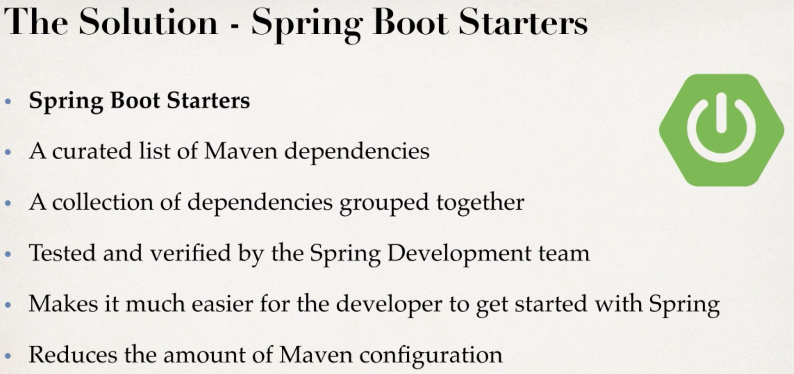 The Solution - Spring Boot Starters
• Spring Boot Starters
• A curated list of Maven dependencies
• A collection of dependencies grouped together
• Tested and verified by the Spring Development team
• Makes it much easier for the developer to get started with Spring
• Reduces the amount of Maven configuration